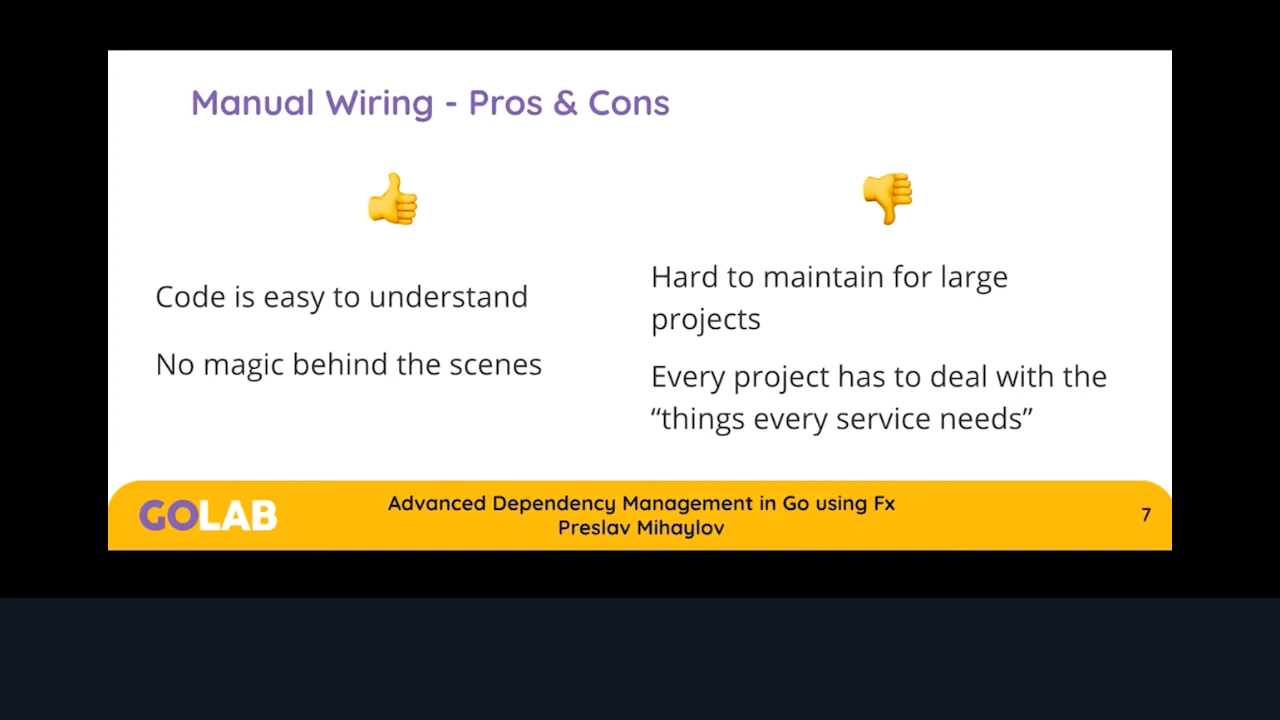 Manual Wiring - Pros & Cons
Code is easy to understand
No magic behind the scenes
Hard to maintain for large
projects
Every project has to deal with the
“things every service needs”
GOLAB
Advanced Dependency Management in Go using Fx
Preslav Mihaylov
7